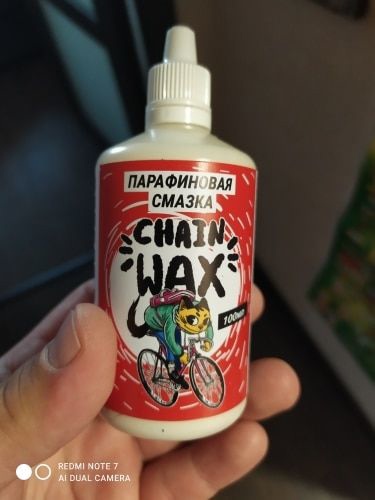 ПАРАФИНОВАЯ
СМАЗКА
CHAIN
WAX
100мл
REDMI NOTE 7
AI DUAL CAMERA